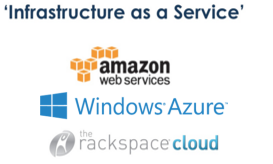 ‘Infrastructure as a Service’
amazon
web services
Windows Azure
the
rackspace cloud